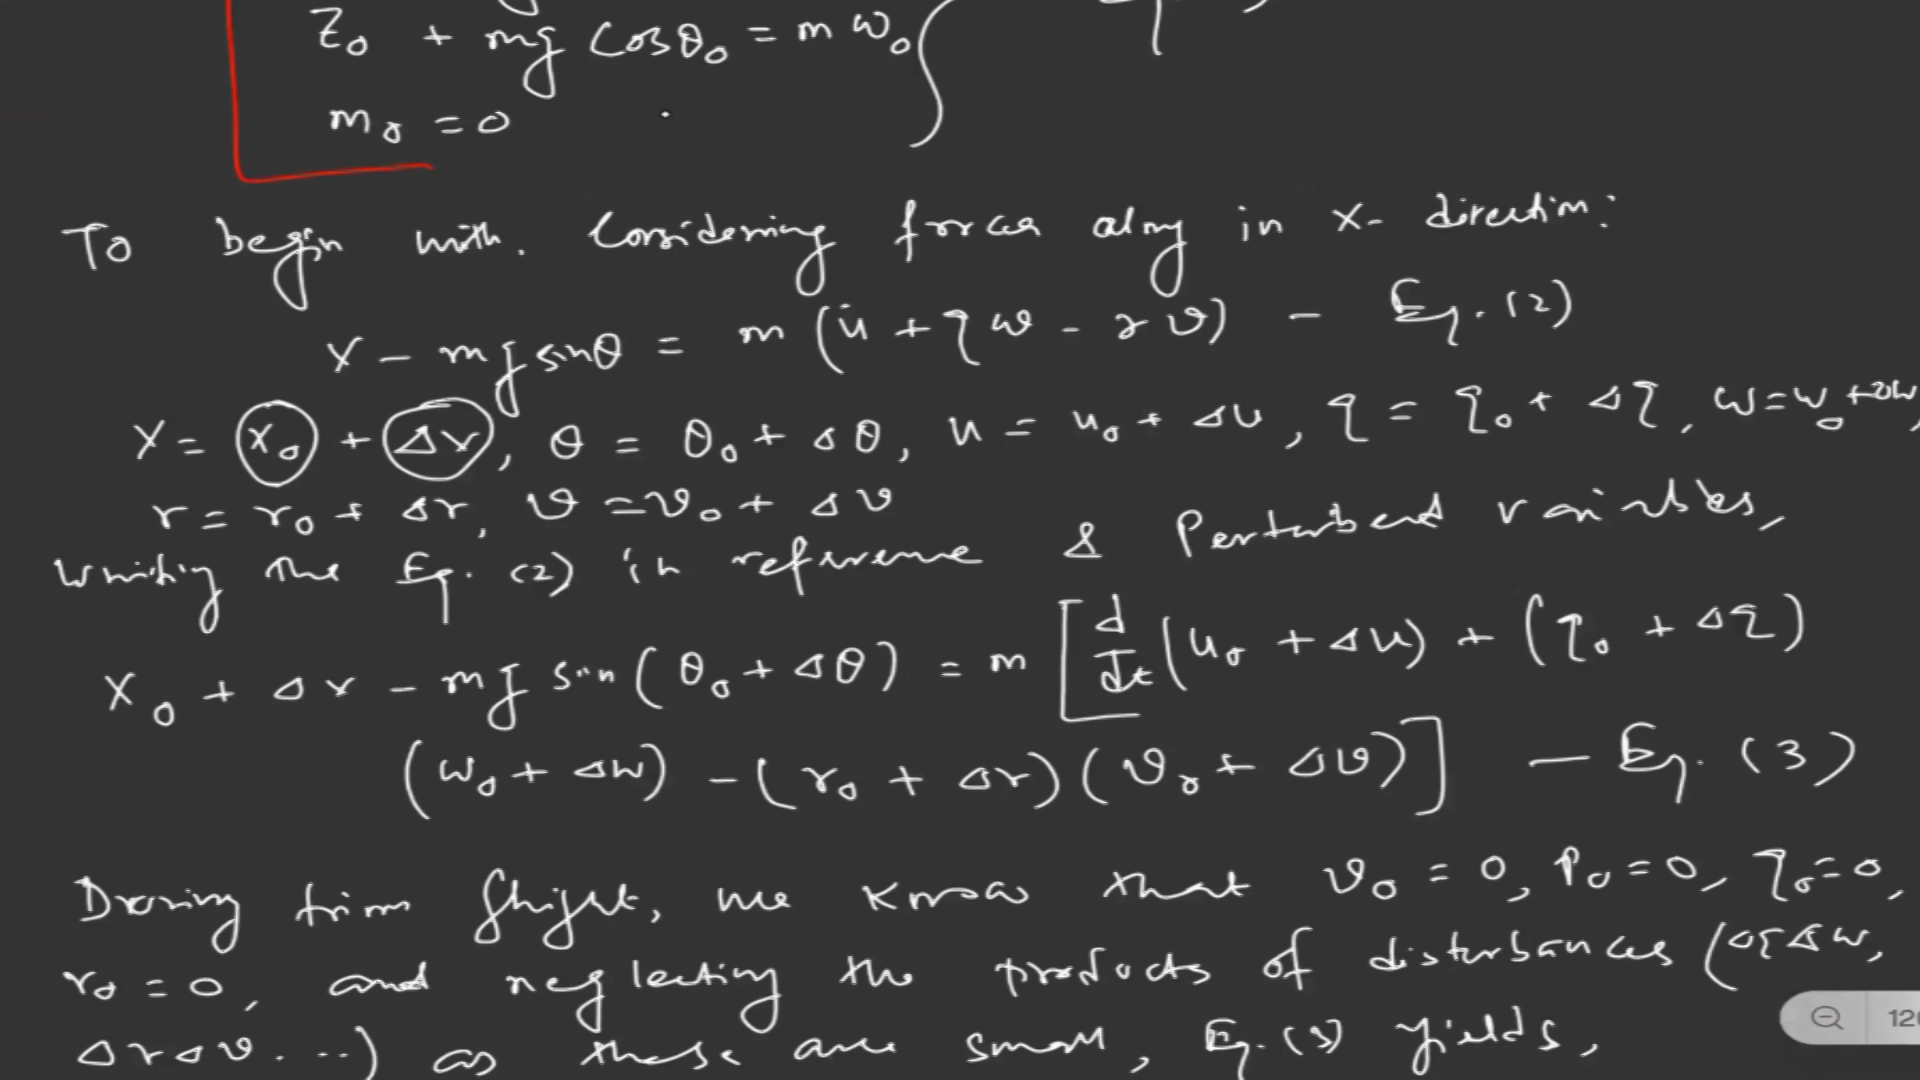 Z₀ + mg Cosθ₀ = m ẇ₀
m₀ = 0
To begin with. Considering forces along in X- direction:
X - mg sinθ = m (u̇ + qw - rv) - Eq. (2)
X = X₀ + Δx, θ = θ₀ + Δθ, u = u₀ + Δu, q = q₀ + Δq, w = w₀ + Δw,
r = r₀ + Δr, v = v₀ + Δv
Writing the Eq. (2) in reference & Perturbed variables,
X₀ + Δx - mg sin(θ₀ + Δθ) = m [d/dt (u₀ + Δu) + (q₀ + Δq)
(w₀ + Δw) - (r₀ + Δr)(v₀ + Δv)] - Eq. (3)
During trim flight, we know that v₀ = 0, P₀ = 0, q₀ = 0,
r₀ = 0, and neglecting the products of disturbances (ΔqΔw,
ΔrΔv...) as these are small, Eq. (3) yields,